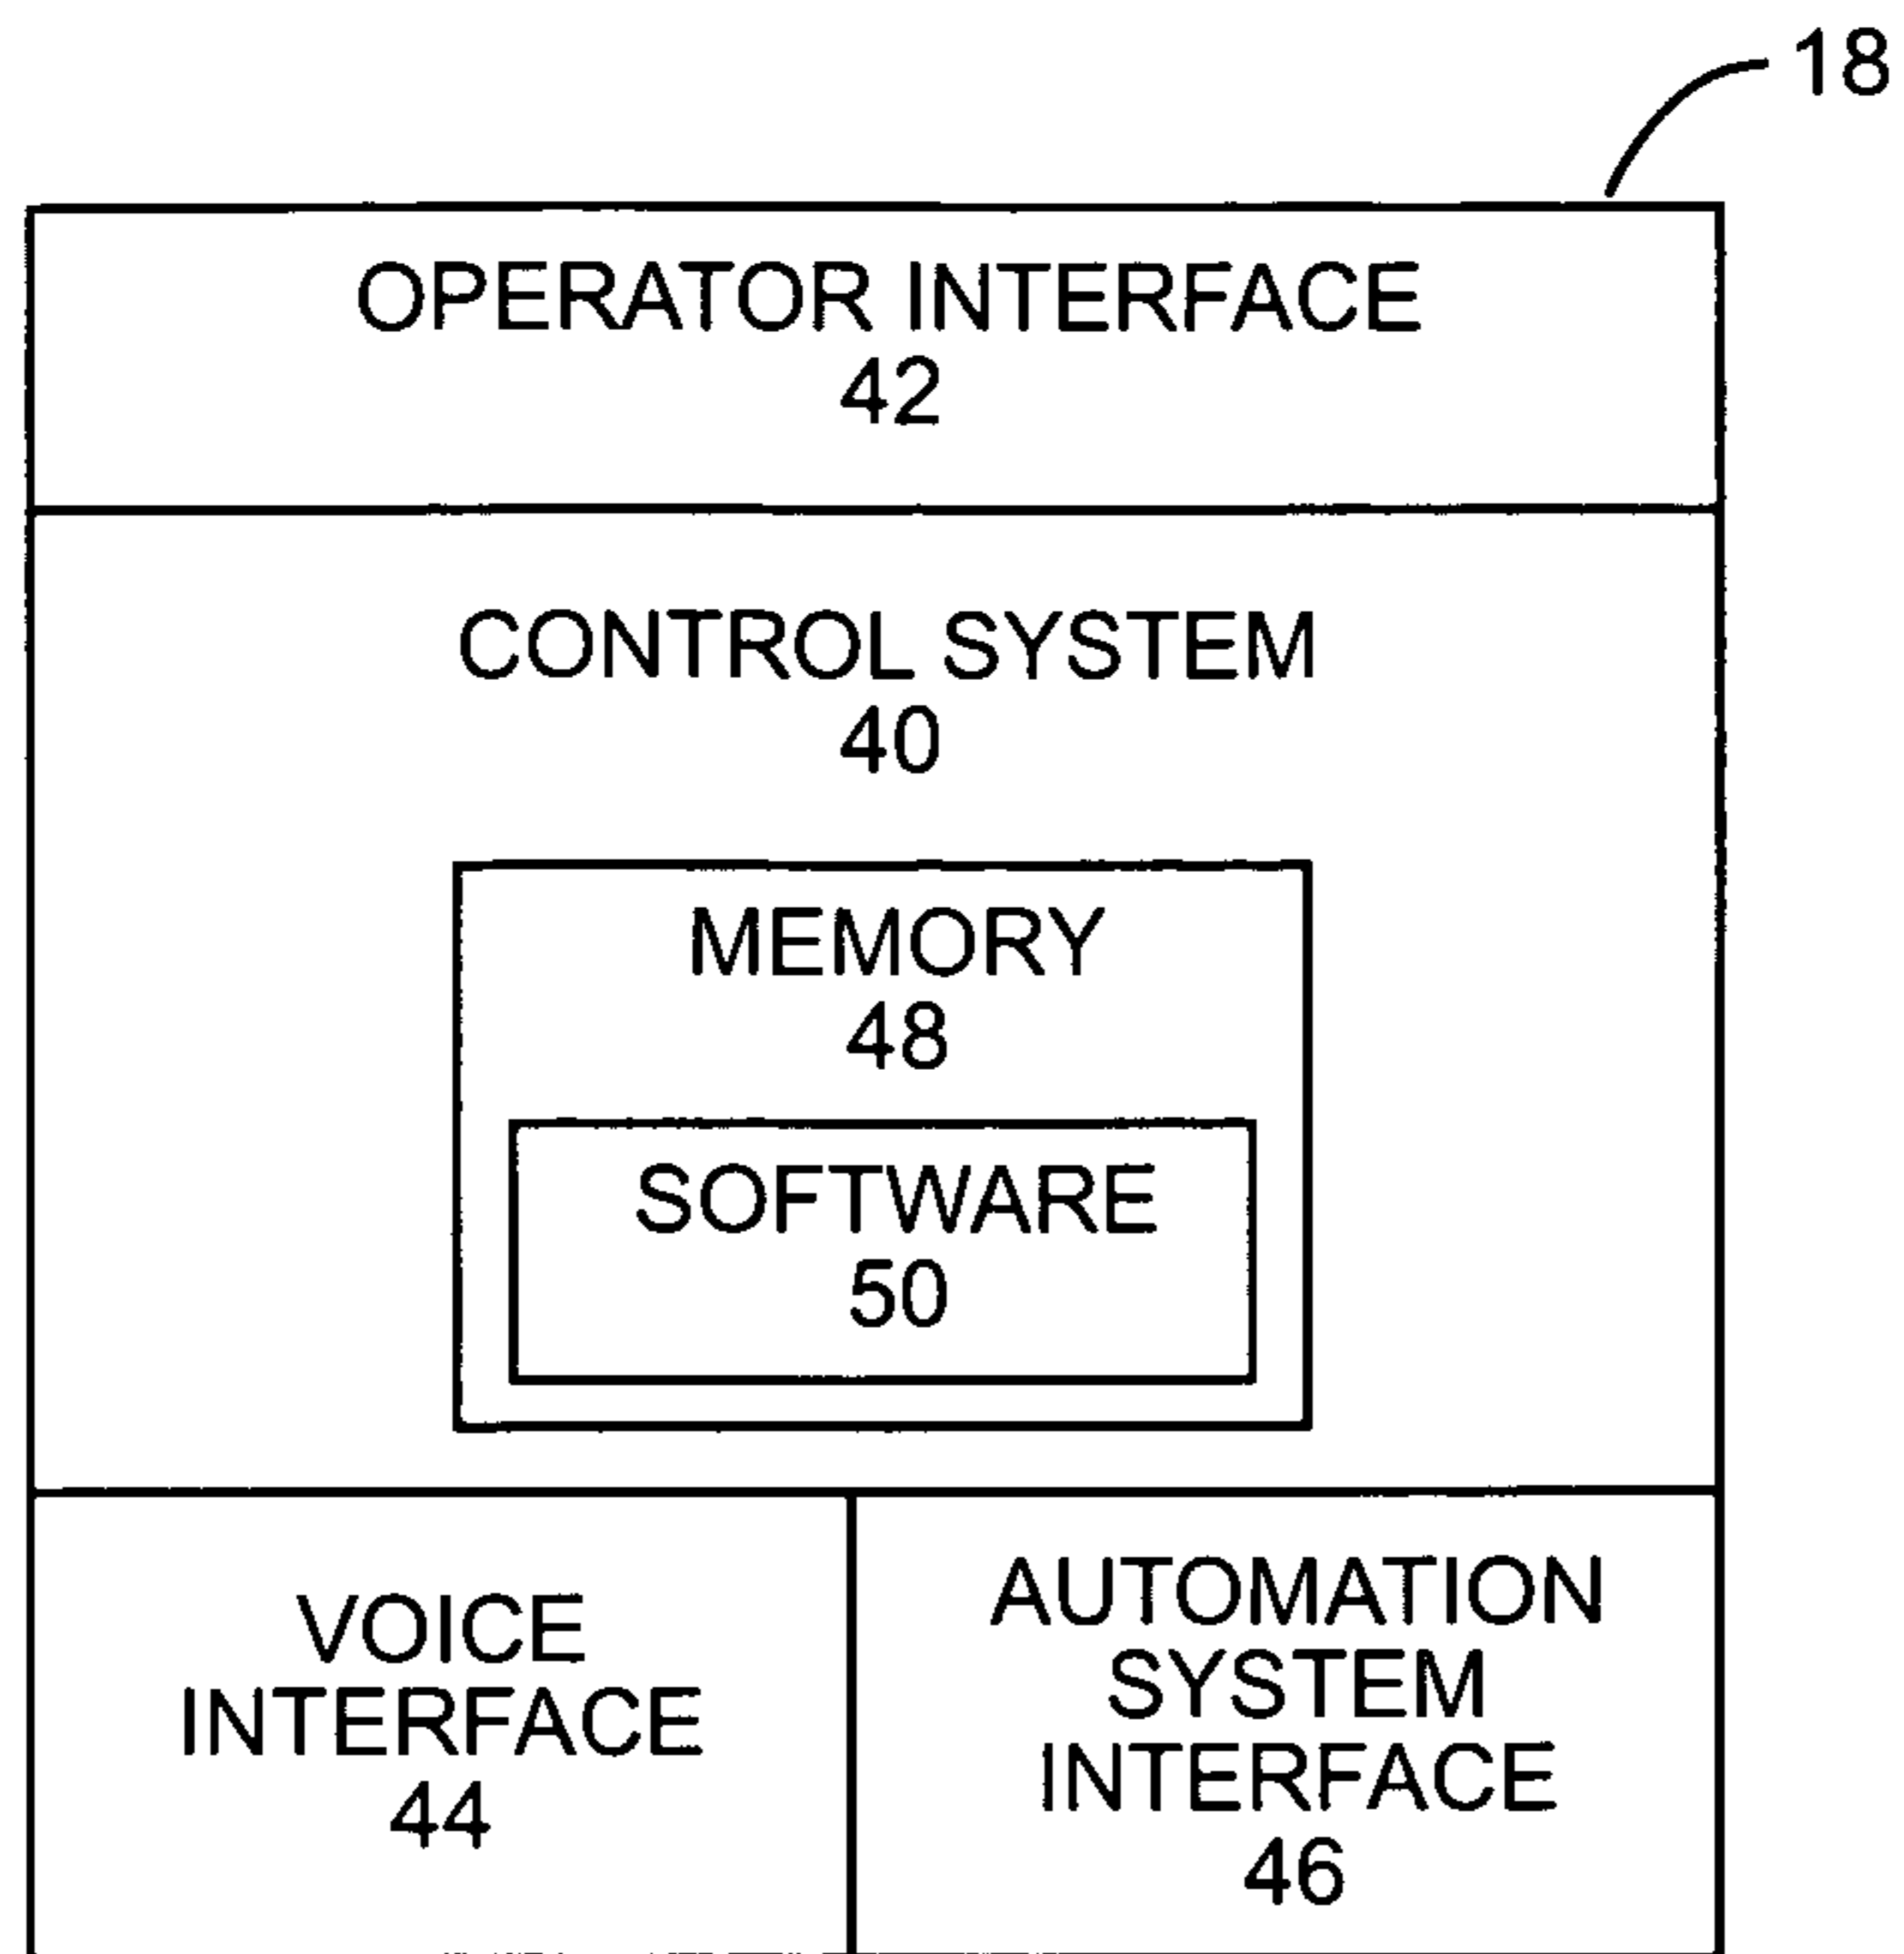 18
OPERATOR INTERFACE
42
CONTROL SYSTEM
40
MEMORY
48
SOFTWARE
50
VOICE
INTERFACE
44
AUTOMATION
SYSTEM
INTERFACE
46